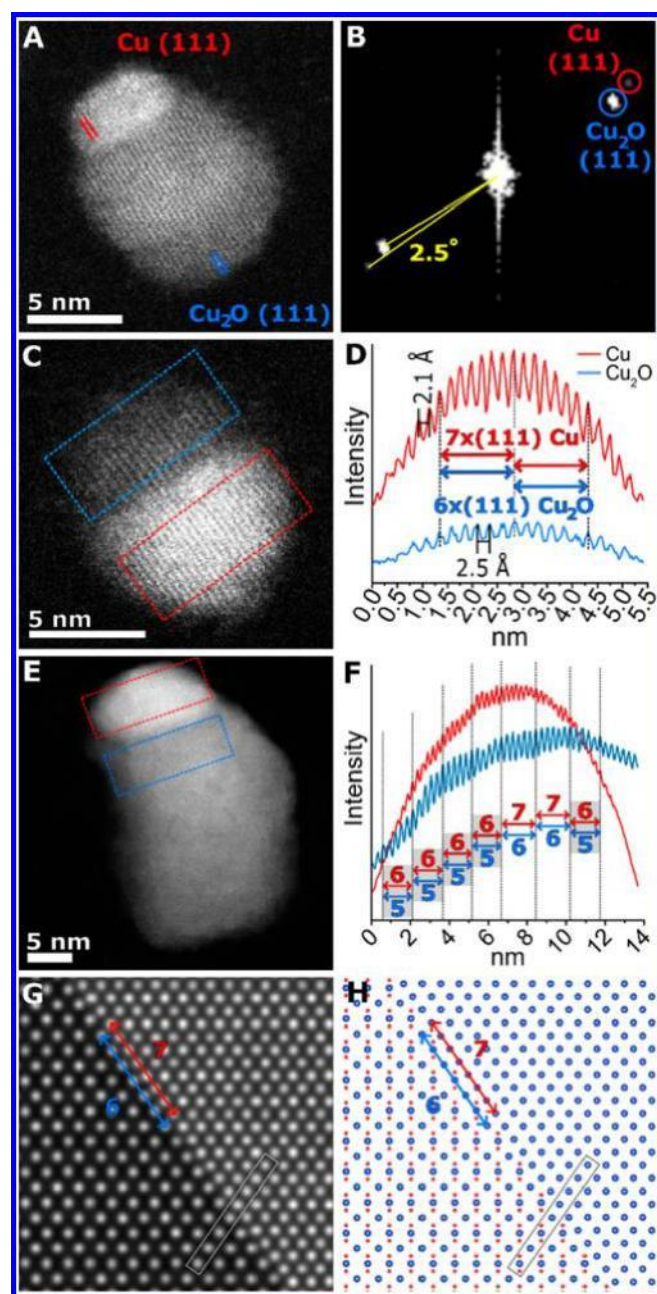 A
Cu (111)
5 nm
Cu₂O (111)
B
Cu
(111)
Cu₂O
(111)
2.5°
C
5 nm
D
Cu
Cu₂O
2.1 Å
7x(111) Cu
6x(111) Cu₂O
2.5 Å
Intensity
0.0 0.5 1.0 1.5 2.0 2.5 3.0 3.5 4.0 4.5 5.0 5.5
nm
E
5 nm
F
Intensity
6 6 6 6 7 7 6
5 5 5 5 6 6 5
0 2 4 6 8 10 12 14
nm
G
7
6
H
7
6